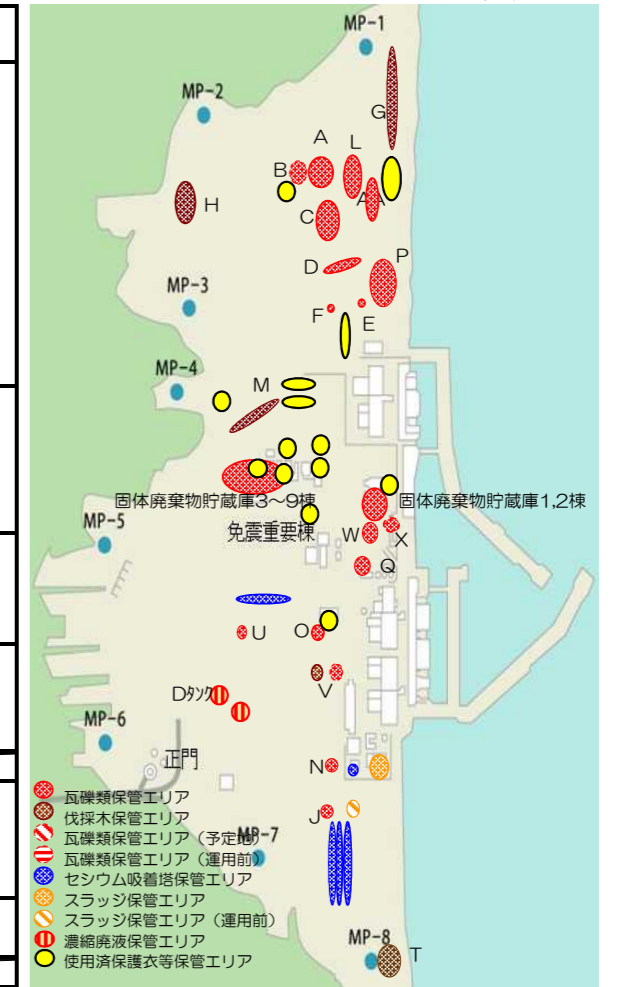 MP-1
G
MP-2
A
L
B
AA
H
C
P
D
MP-3
F
E
MP-4
M
固体廃棄物貯蔵庫3～9棟
固体廃棄物貯蔵庫1,2棟
MP-5
免震重要棟
W
X
Q
U
O
V
Dタンク
MP-6
正門
N
瓦礫類保管エリア
J
伐採木保管エリア
瓦礫類保管エリア（予定地）
MP-7
瓦礫類保管エリア（運用前）
セシウム吸着塔保管エリア
スラッジ保管エリア
スラッジ保管エリア（運用前）
濃縮廃液保管エリア
MP-8
T
使用済保護衣等保管エリア